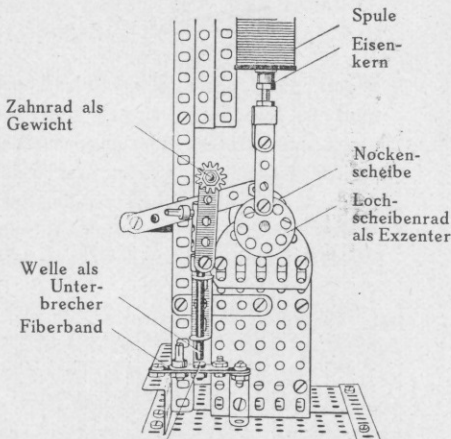 Spule
Eisen-
kern
Zahnrad als
Gewicht
Nocken-
scheibe
Loch-
scheibenrad
als Exzenter
Welle als
Unter-
brecher
Fiberband